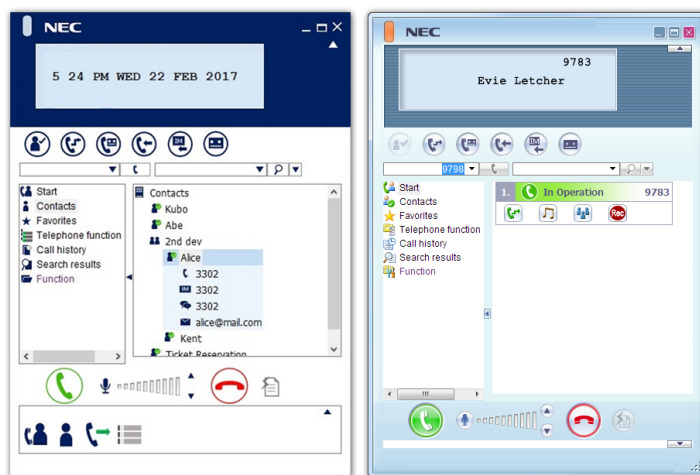 NEC
5 24 PM WED 22 FEB 2017
Start
Contacts
Favorites
Telephone function
Call history
Search results
Function
Contacts
Kubo
Abe
2nd dev
Alice
3302
IM 3302
3302
alice@mail.com
Kent
Ticket Reservation
NEC
9783
Evie Letcher
9798
Start
Contacts
Favorites
Telephone function
Call history
Search results
Function
1. In Operation 9783
Rec